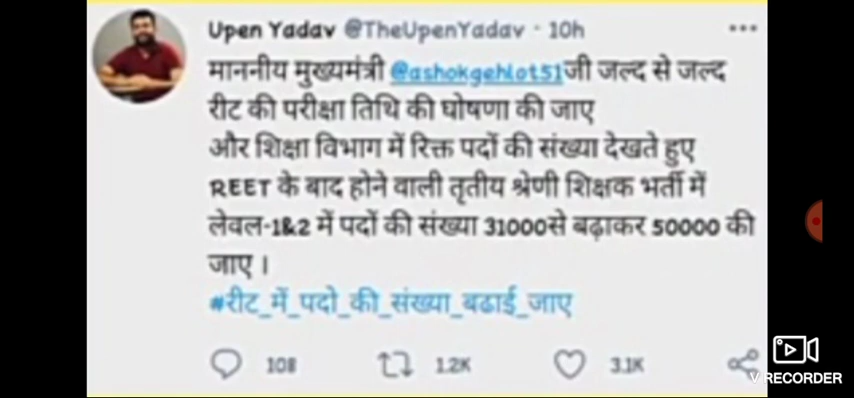 Upen Yadav @TheUpenYadav · 10h
माननीय मुख्यमंत्री @ashokgehlot51जी जल्द से जल्द
रीट की परीक्षा तिथि की घोषणा की जाए
और शिक्षा विभाग में रिक्त पदों की संख्या देखते हुए
REET के बाद होने वाली तृतीय श्रेणी शिक्षक भर्ती में
लेवल-1&2 में पदों की संख्या 31000से बढ़ाकर 50000 की
जाए ।
#रीट_में_पदो_की_संख्या_बढाई_जाए
108 1.2K 3.1K
V RECORDER